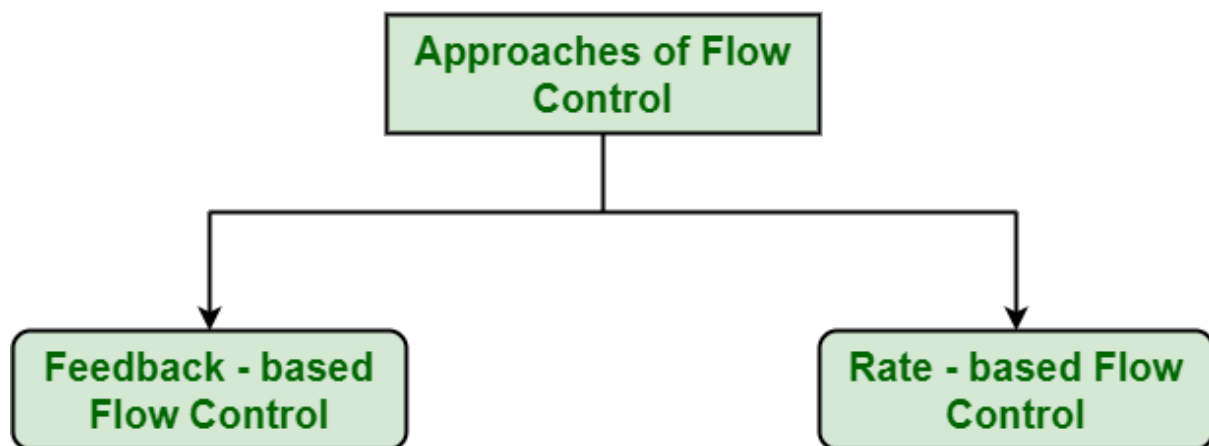 Approaches of Flow
Control
Feedback - based
Flow Control
Rate - based Flow
Control